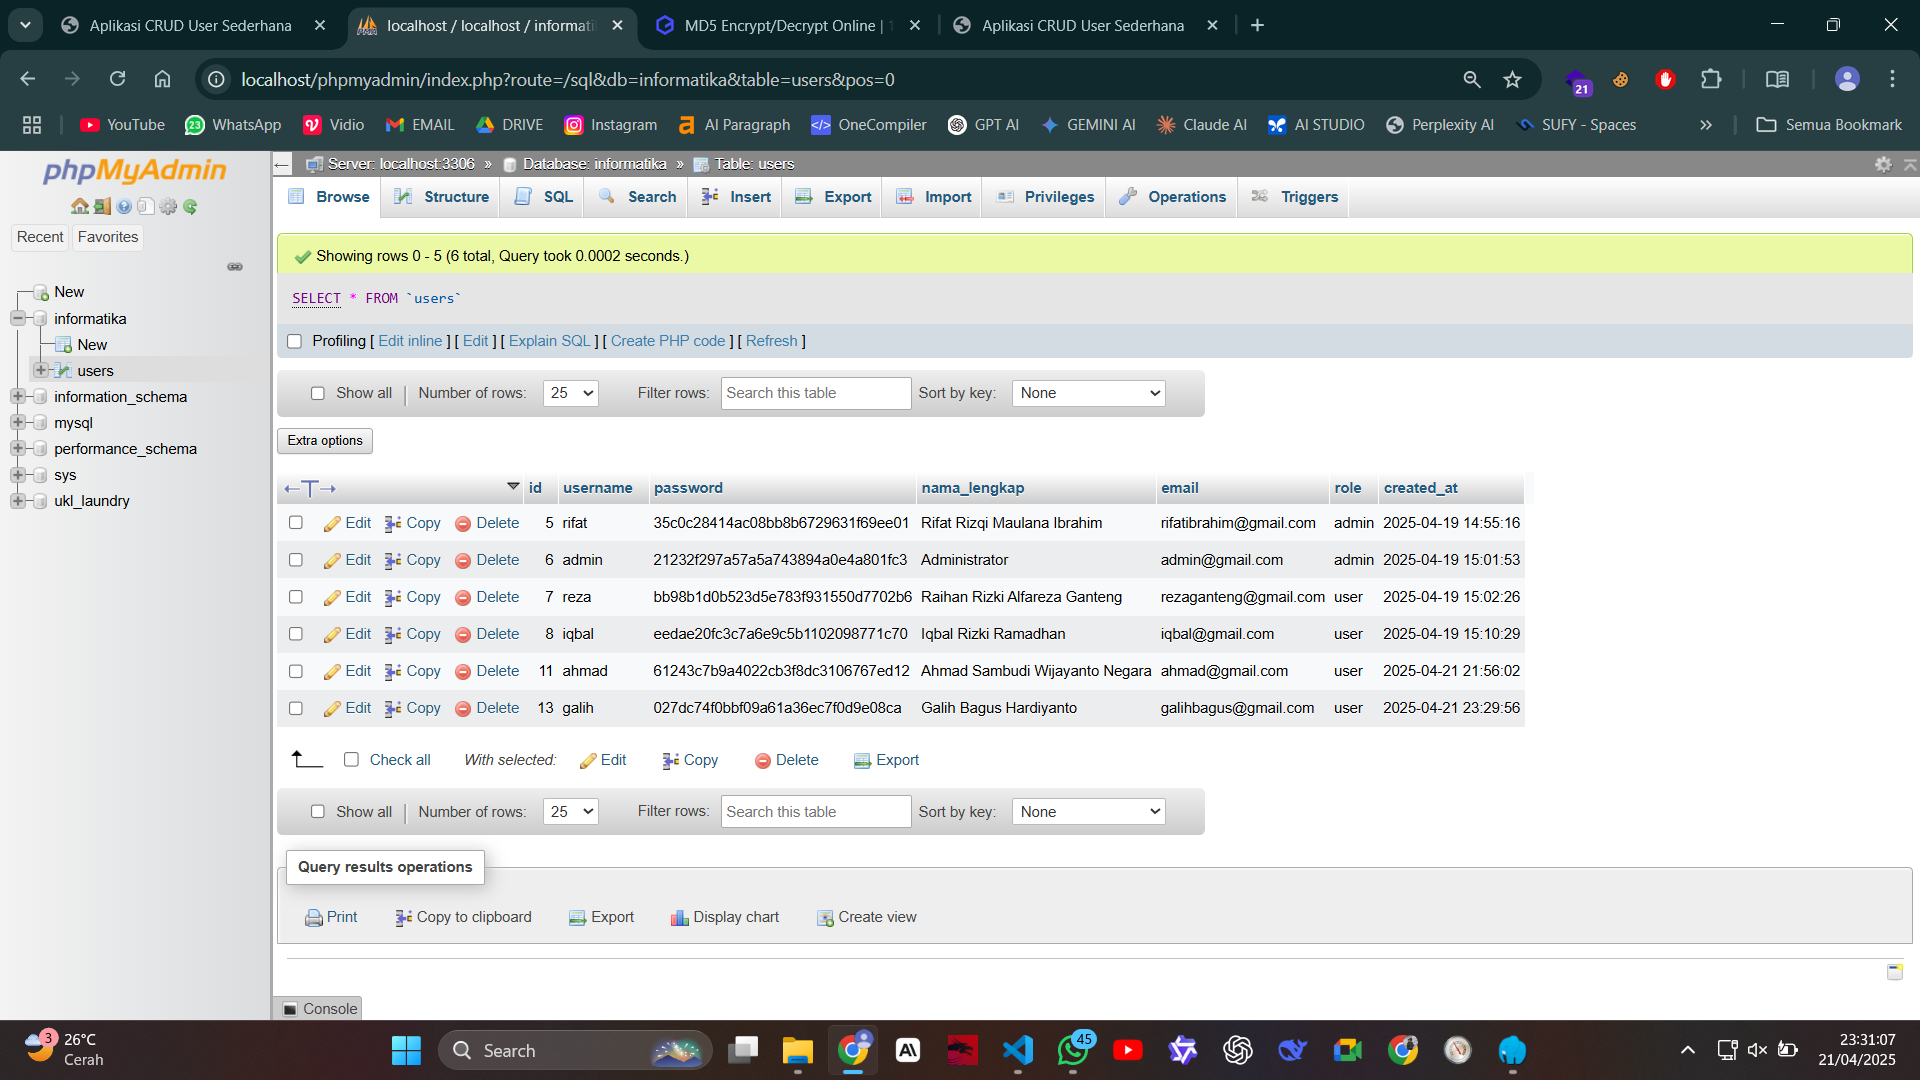 Aplikasi CRUD User Sederhana
localhost / localhost / informati
MD5 Encrypt/Decrypt Online |
Aplikasi CRUD User Sederhana
localhost/phpmyadmin/index.php?route=/sql&db=informatika&table=users&pos=0
21
YouTube
23
WhatsApp
Vidio
EMAIL
DRIVE
Instagram
AI Paragraph
OneCompiler
GPT AI
GEMINI AI
Claude AI
AI STUDIO
Perplexity AI
SUFY - Spaces
»
Semua Bookmark
phpMyAdmin
Recent
Favorites
New
informatika
New
users
information_schema
mysql
performance_schema
sys
ukl_laundry
Server: localhost:3306 » Database: informatika » Table: users
Browse Structure SQL Search Insert Export Import Privileges Operations Triggers
Showing rows 0 - 5 (6 total, Query took 0.0002 seconds.)
SELECT * FROM `users`
Profiling [ Edit inline ] [ Edit ] [ Explain SQL ] [ Create PHP code ] [ Refresh ]
Show all Number of rows: 25 Filter rows: Search this table Sort by key: None
Extra options
id username password nama_lengkap email role created_at
Edit Copy Delete 5 rifat 35c0c28414ac08bb8b6729631f69ee01 Rifat Rizqi Maulana Ibrahim rifatibrahim@gmail.com admin 2025-04-19 14:55:16
Edit Copy Delete 6 admin 21232f297a57a5a743894a0e4a801fc3 Administrator admin@gmail.com admin 2025-04-19 15:01:53
Edit Copy Delete 7 reza bb98b1d0b523d5e783f931550d7702b6 Raihan Rizki Alfareza Ganteng rezaganteng@gmail.com user 2025-04-19 15:02:26
Edit Copy Delete 8 iqbal eedae20fc3c7a6e9c5b1102098771c70 Iqbal Rizki Ramadhan iqbal@gmail.com user 2025-04-19 15:10:29
Edit Copy Delete 11 ahmad 61243c7b9a4022cb3f8dc3106767ed12 Ahmad Sambudi Wijayanto Negara ahmad@gmail.com user 2025-04-21 21:56:02
Edit Copy Delete 13 galih 027dc74f0bbf09a61a36ec7f0d9e08ca Galih Bagus Hardiyanto galihbagus@gmail.com user 2025-04-21 23:29:56
Check all With selected: Edit Copy Delete Export
Show all Number of rows: 25 Filter rows: Search this table Sort by key: None
Query results operations
Print Copy to clipboard Export Display chart Create view
Console
3
26°C
Cerah
Search
45
23:31:07
21/04/2025